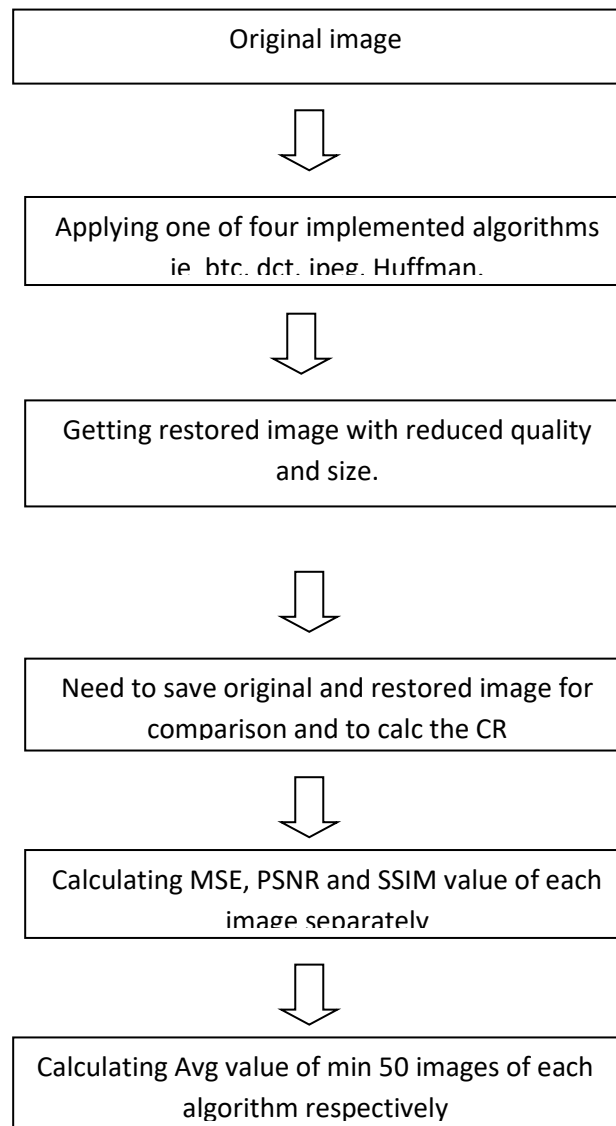 Original image
Applying one of four implemented algorithms
ie btc, dct, jpeg, Huffman.
Getting restored image with reduced quality
and size.
Need to save original and restored image for
comparison and to calc the CR
Calculating MSE, PSNR and SSIM value of each
image separately
Calculating Avg value of min 50 images of each
algorithm respectively